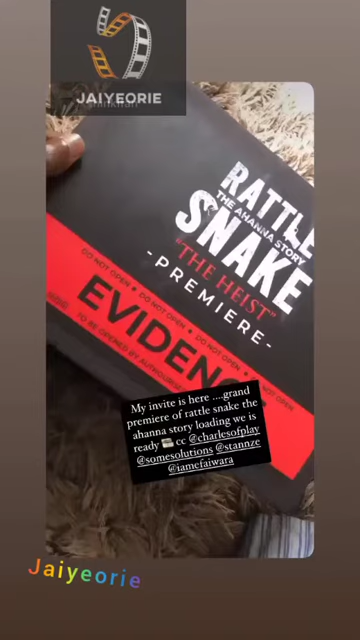 JAIYEORIE
RATTLE
THE AHANNA STORY
SNAKE
"THE HEIST"
-PREMIERE-
DO NOT OPEN • DO NOT OPEN • DO NOT OPEN • DO NOT OPEN
EVIDENC
TO BE OPENED BY AUTHORIS
My invite is here ....grand
premiere of rattle snake the
ahanna story loading we is
ready cc @charlesofplay
@somesolutions @stannze
@iamefaiwara
Jaiyeorie